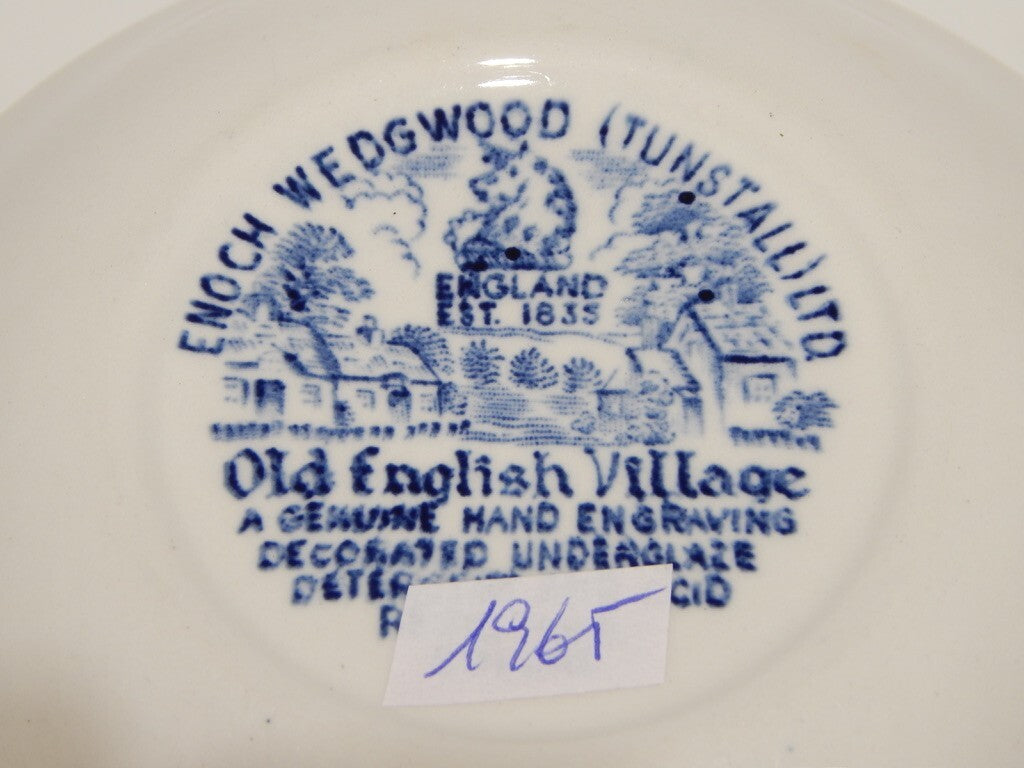 ENOCH WEDGWOOD (TUNSTALL) LTD
ENGLAND
EST. 1835
Old English Village
A GENUINE HAND ENGRAVING
DECORATED UNDERGLAZE
1965